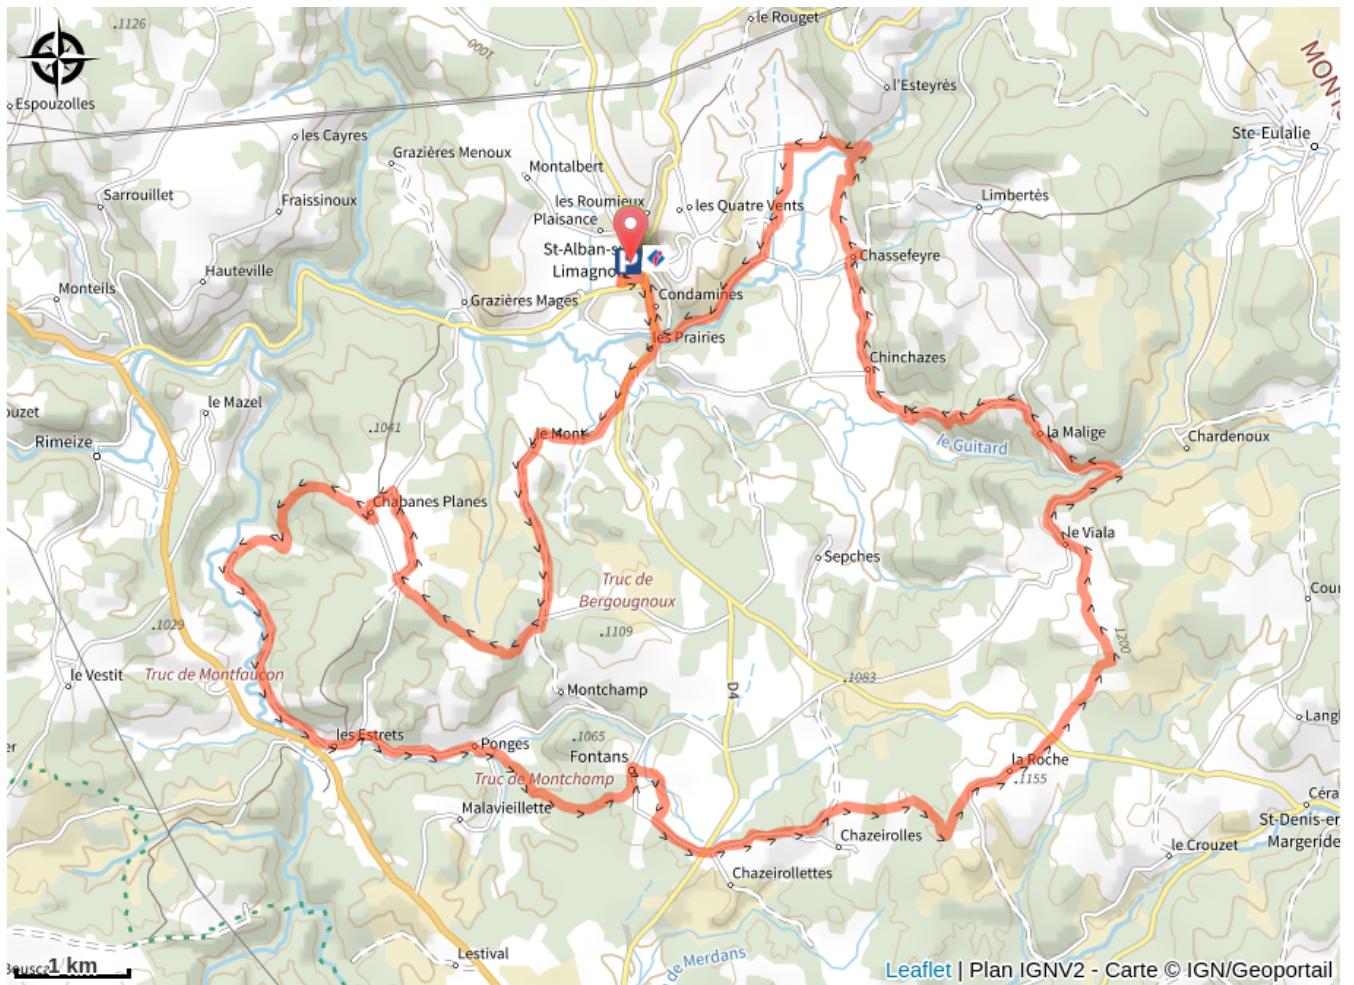 le Rouget
.1126
1000
MONTS
l'Esteyrès
Espouzolles
Ste-Eulalie
les Cayres
Grazières Menoux
Montalbert
Sarrouillet
Fraissinoux
les Roumieux
les Quatre Vents
Limbertès
Plaisance
St-Alban-s
Limagno
P
Chassefeyre
Hauteville
Monteils
Grazières Mages
Condamines
les Prairies
Chinchazes
le Mazel
ouzet
.1041
le Mont
la Malige
Rimeize
le Guitard
Chardenoux
Chabanes Planes
le Viala
Sepches
Truc de
Bergougnoux
Cour
.1029
.1109
1200
le Vestit
Truc de Montfaucon
.1083
Montchamp
D4
Langl
les Estrets
er
Ponges
.1065
Fontans
la Roche
Truc de Montchamp
.1155
Malavieillette
Céra
St-Denis-en
Margeride
Chazeirolles
le Crouzet
Chazeirollettes
Lestival
de Merdans
1 km
Leaflet | Plan IGNV2 - Carte © IGN/Geoportail